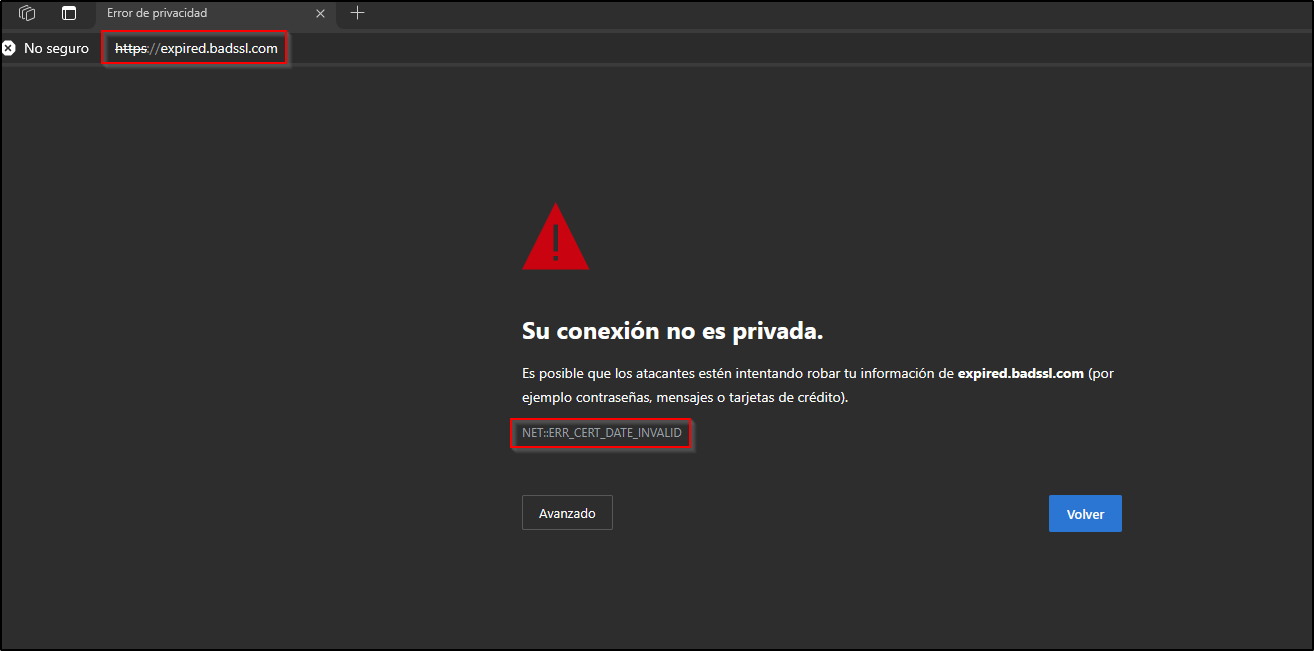 Error de privacidad
No seguro https://expired.badssl.com
Su conexión no es privada.
Es posible que los atacantes estén intentando robar tu información de expired.badssl.com (por
ejemplo contraseñas, mensajes o tarjetas de crédito).
NET::ERR_CERT_DATE_INVALID
Avanzado Volver